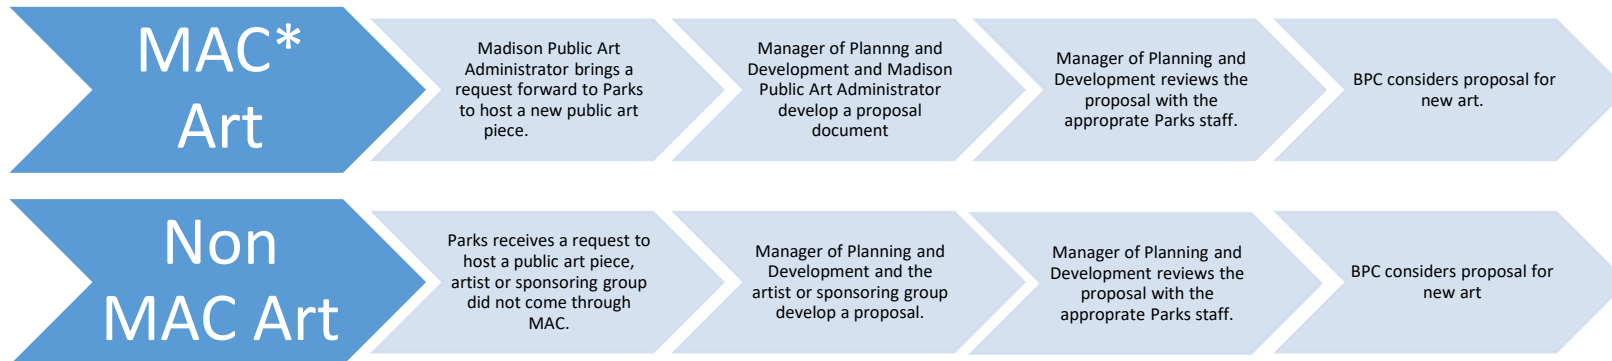 MAC*
Art
Madison Public Art
Administrator brings a
request forward to Parks
to host a new public art
piece.
Manager of Plannng and
Development and Madison
Public Art Administrator
develop a proposal
document
Manager of Planning and
Development reviews the
proposal with the
approprate Parks staff.
BPC considers proposal for
new art.
Non
MAC Art
Parks receives a request to
host a public art piece,
artist or sponsoring group
did not come through
MAC.
Manager of Planning and
Development and the
artist or sponsoring group
develop a proposal.
Manager of Planning and
Development reviews the
proposal with the
approprate Parks staff.
BPC considers proposal for
new art